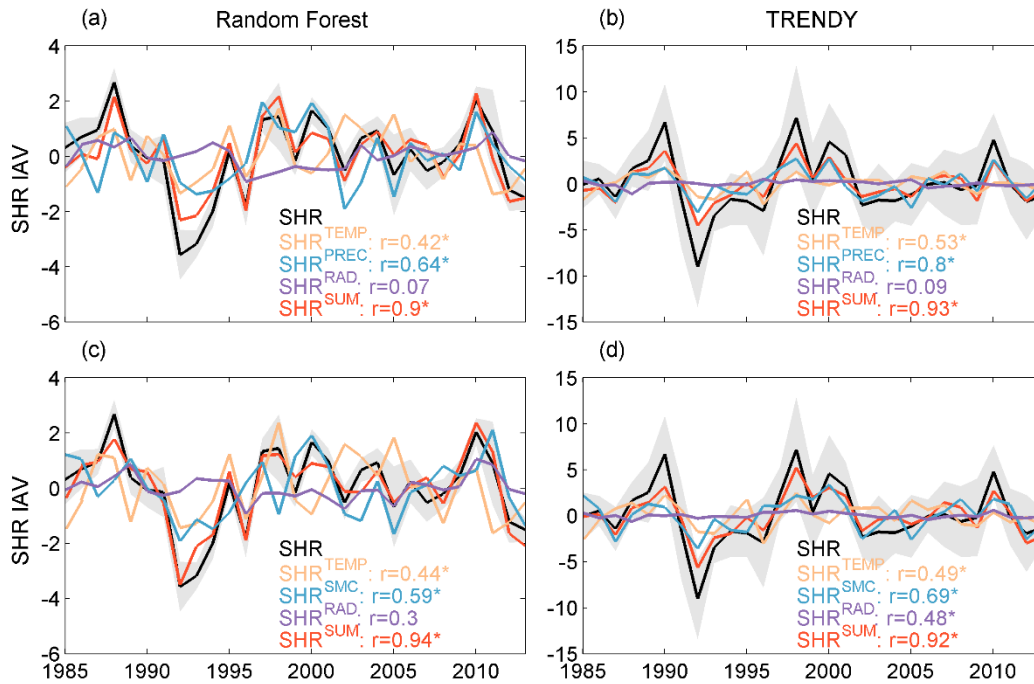 (a) Random Forest
(b) TRENDY
SHR IAV
4
2
0
-2
-4
-6
SHR
SHR^TEMP: r=0.42*
SHR^PREC: r=0.64*
SHR^RAD: r=0.07
SHR^SUM: r=0.9*
15
10
5
0
-5
-10
-15
SHR
SHR^TEMP: r=0.53*
SHR^PREC: r=0.8*
SHR^RAD: r=0.09
SHR^SUM: r=0.93*
(c)
(d)
SHR IAV
4
2
0
-2
-4
-6
SHR
SHR^TEMP: r=0.44*
SHR^SMC: r=0.59*
SHR^RAD: r=0.3
SHR^SUM: r=0.94*
1985 1990 1995 2000 2005 2010
15
10
5
0
-5
-10
-15
SHR
SHR^TEMP: r=0.49*
SHR^SMC: r=0.69*
SHR^RAD: r=0.48*
SHR^SUM: r=0.92*
1985 1990 1995 2000 2005 2010